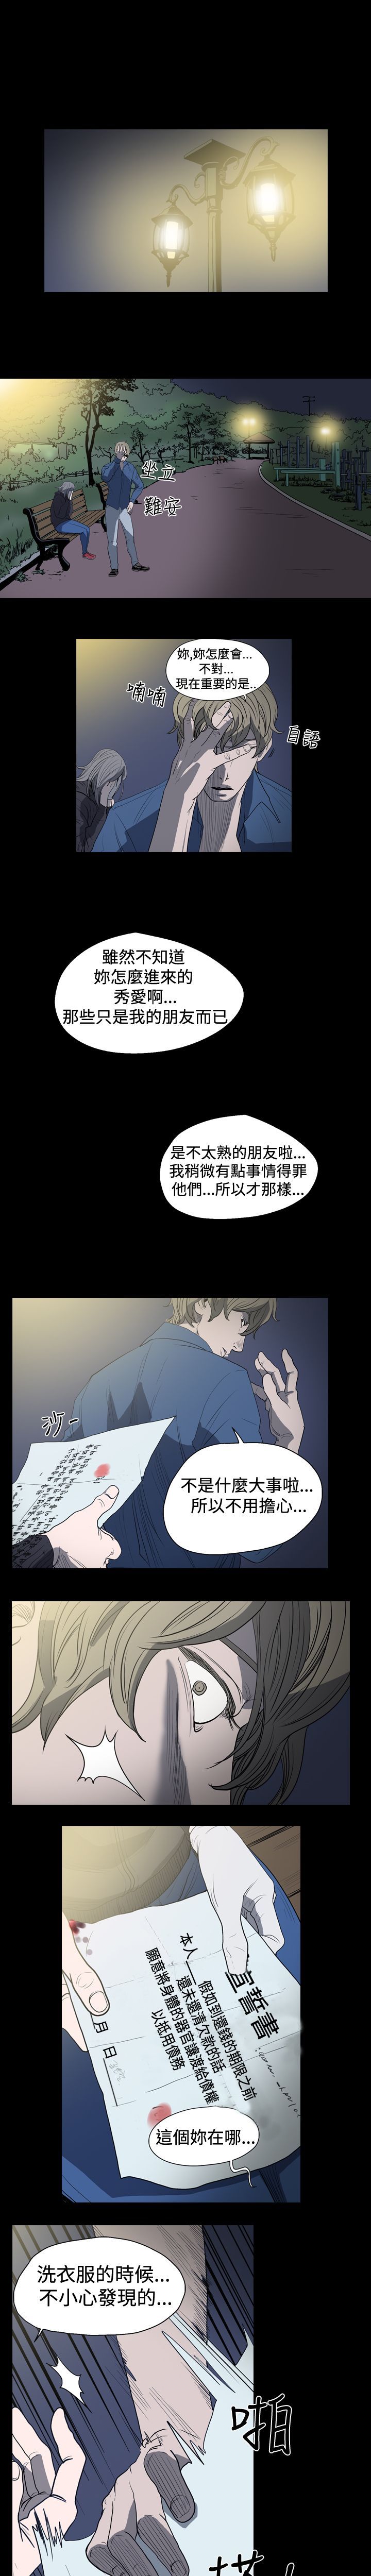 坐立
難安
妳,妳怎麼會...
不對...
現在重要的是..
喃喃
自語
雖然不知道
妳怎麼進來的
秀愛啊...
那些只是我的朋友而已
是不太熟的朋友啦...
我稍微有點事情得罪
他們...所以才那樣...
沙-
不是什麼大事啦...
所以不用擔心...
宣誓書
假如到還錢的期限之前
還未還清欠款的話
本人
願意將身體的器官讓渡給債權
以抵用債務
月 日
這個妳在哪...
洗衣服的時候...
不小心發現的...
啪